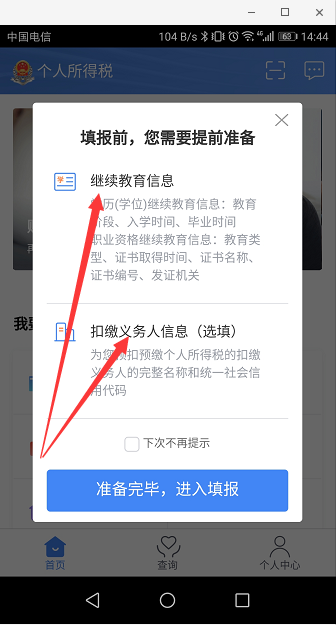 中国电信 104 B/s 4G 63 14:44
个人所得税
填报前，您需要提前准备
继续教育信息
学历(学位)继续教育信息：教育
阶段、入学时间、毕业时间
职业资格继续教育信息：教育类
型、证书取得时间、证书名称、
证书编号、发证机关
扣缴义务人信息（选填）
为您预扣预缴个人所得税的扣缴
义务人的完整名称和统一社会信
用代码
下次不再提示
准备完毕，进入填报
首页 查询 个人中心